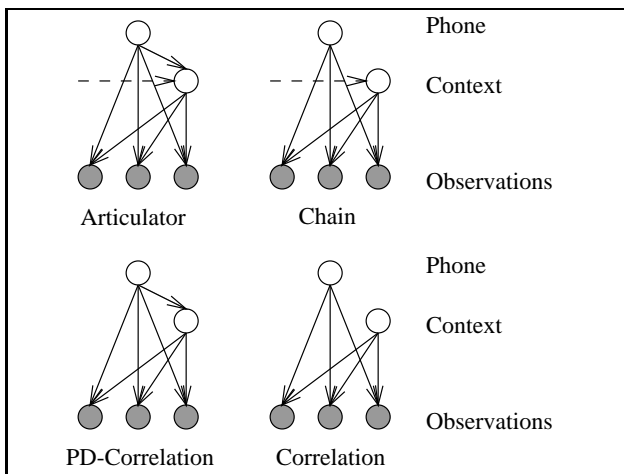 Phone
Context
Observations
Articulator Chain
Phone
Context
Observations
PD-Correlation Correlation